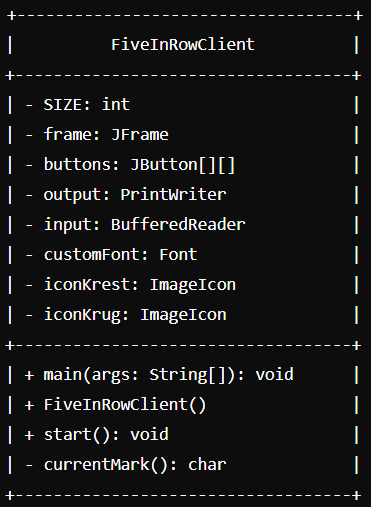 +-----------------------------------+
|          FiveInRowClient          |
+-----------------------------------+
| - SIZE: int                       |
| - frame: JFrame                   |
| - buttons: JButton[][]            |
| - output: PrintWriter             |
| - input: BufferedReader           |
| - customFont: Font                |
| - iconKrest: ImageIcon            |
| - iconKrug: ImageIcon             |
+-----------------------------------+
| + main(args: String[]): void      |
| + FiveInRowClient()               |
| + start(): void                   |
| - currentMark(): char             |
+-----------------------------------+